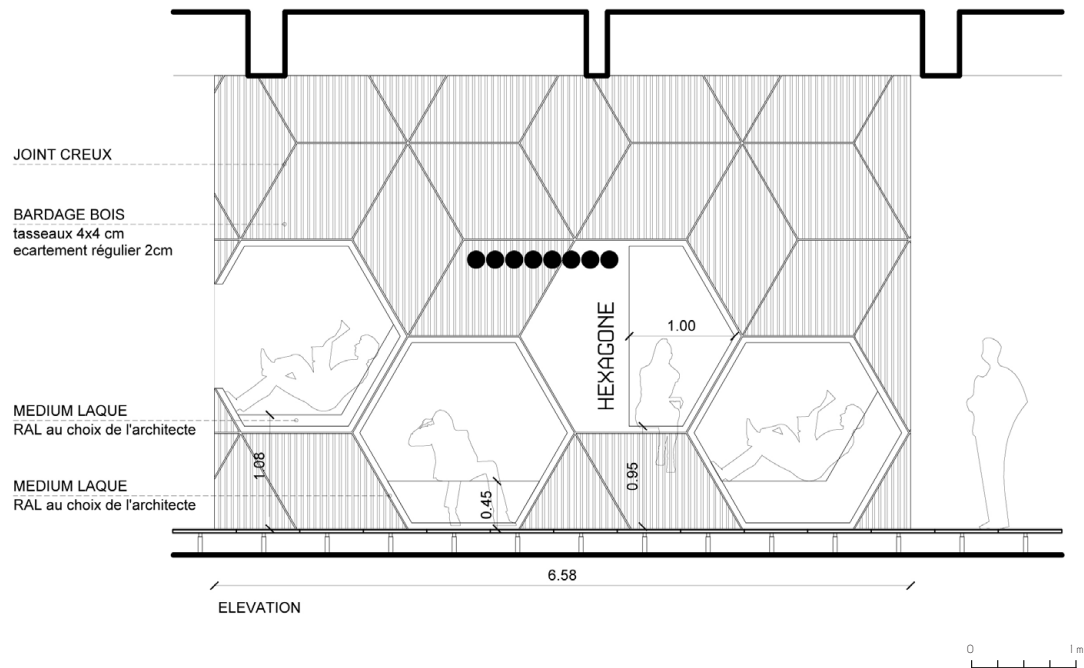 JOINT CREUX
BARDAGE BOIS
tasseaux 4x4 cm
ecartement régulier 2cm
HEXAGONE
1.00
MEDIUM LAQUE
RAL au choix de l'architecte
1.08
0.95
MEDIUM LAQUE
RAL au choix de l'architecte
0.45
6.58
ELEVATION
0 1m